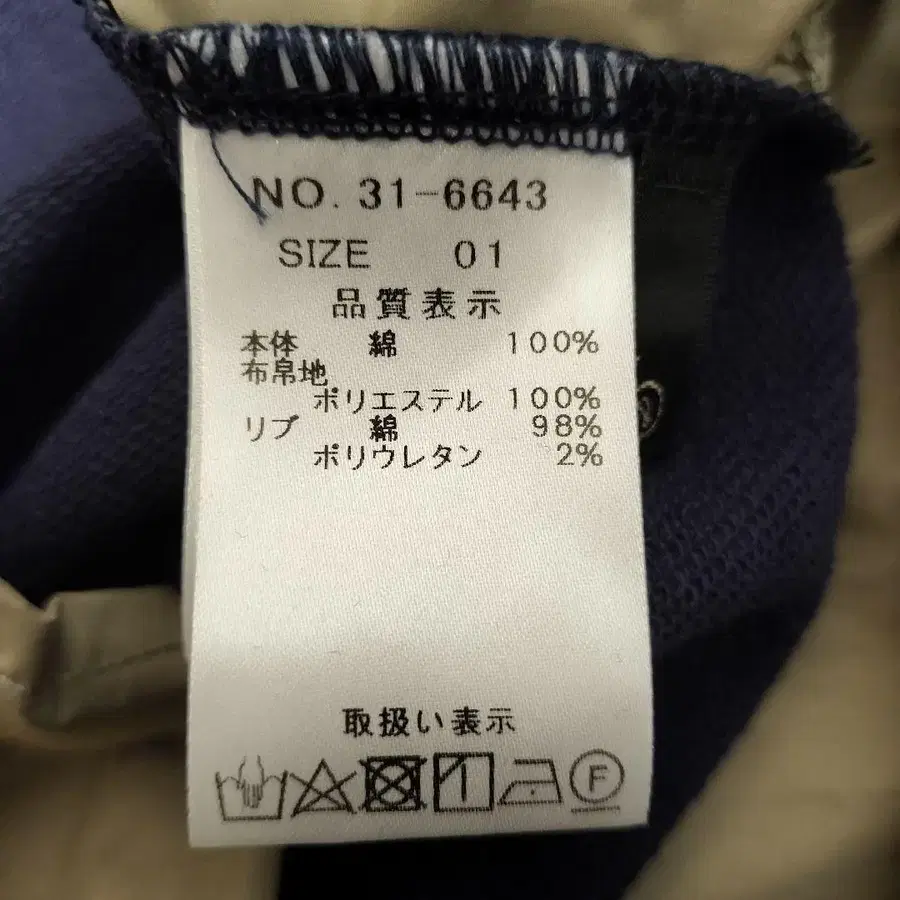 NO. 31-6643
SIZE 01
品質表示
本体 綿 100%
布帛地
ポリエステル 100%
リブ 綿 98%
ポリウレタン 2%
取扱い表示
F